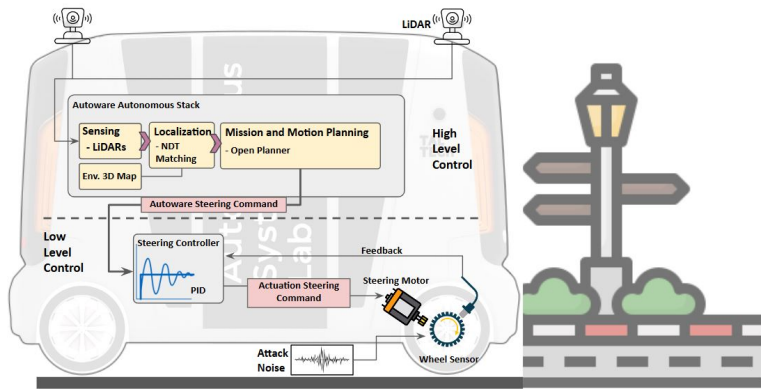 LiDAR
Autoware Autonomous Stack
Sensing
- LiDARs
Localization
- NDT
Matching
Mission and Motion Planning
- Open Planner
Env. 3D Map
High
Level
Control
Autoware Steering Command
Low
Level
Control
Steering Controller
PID
Feedback
Actuation Steering
Command
Steering Motor
Attack
Noise
Wheel Sensor
Lab